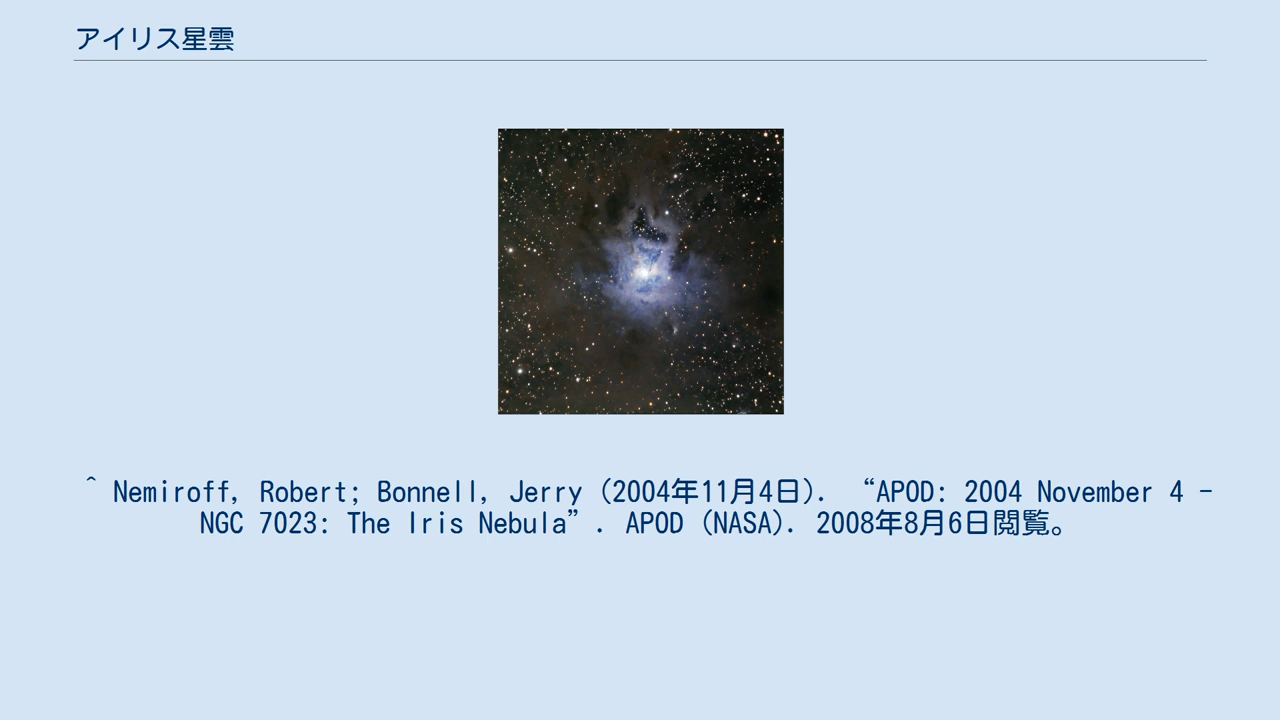 アイリス星雲
^ Nemiroff, Robert; Bonnell, Jerry (2004年11月4日). “APOD: 2004 November 4 -
NGC 7023: The Iris Nebula”. APOD (NASA). 2008年8月6日閲覧。